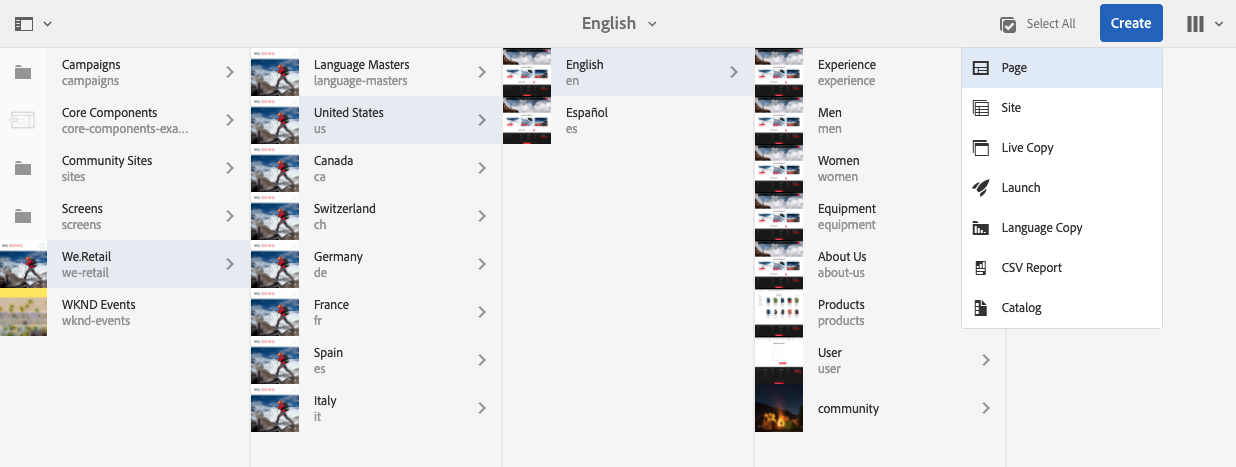 English
Select All
Create
Campaigns
campaigns
Core Components
core-components-exa...
Community Sites
sites
Screens
screens
We.Retail
we-retail
WKND Events
wknd-events
Language Masters
language-masters
United States
us
Canada
ca
Switzerland
ch
Germany
de
France
fr
Spain
es
Italy
it
English
en
Español
es
Experience
experience
Men
men
Women
women
Equipment
equipment
About Us
about-us
Products
products
User
user
community
Page
Site
Live Copy
Launch
Language Copy
CSV Report
Catalog